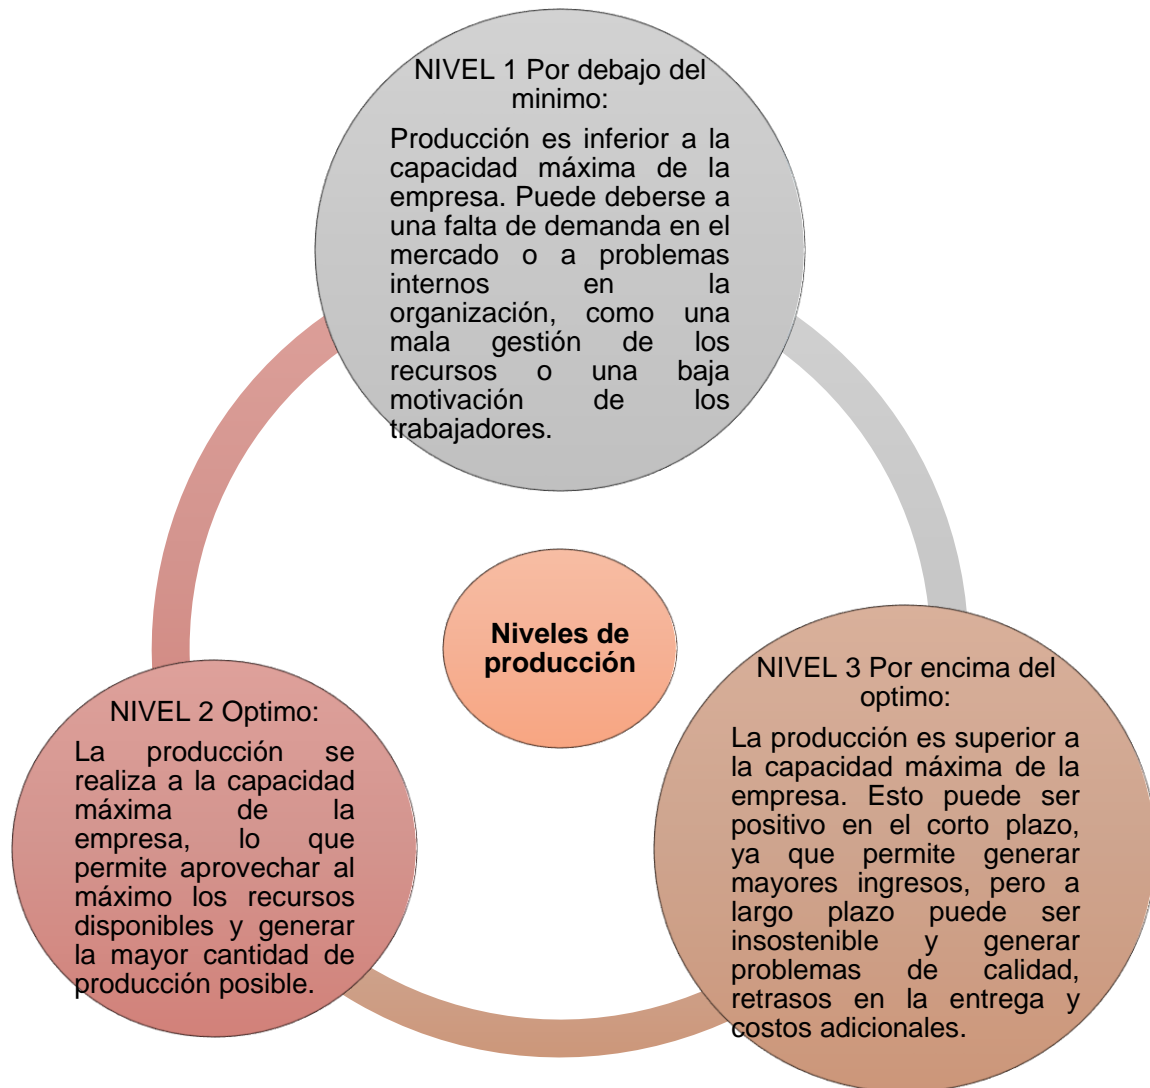 NIVEL 1 Por debajo del
minimo:
Producción es inferior a la
capacidad máxima de la
empresa. Puede deberse a
una falta de demanda en el
mercado o a problemas
internos en la
organización, como una
mala gestión de los
recursos o una baja
motivación de los
trabajadores.
Niveles de
producción
NIVEL 2 Optimo:
La producción se
realiza a la capacidad
máxima de la
empresa, lo que
permite aprovechar al
máximo los recursos
disponibles y generar
la mayor cantidad de
producción posible.
NIVEL 3 Por encima del
optimo:
La producción es superior a
la capacidad máxima de la
empresa. Esto puede ser
positivo en el corto plazo,
ya que permite generar
mayores ingresos, pero a
largo plazo puede ser
insostenible y generar
problemas de calidad,
retrasos en la entrega y
costos adicionales.